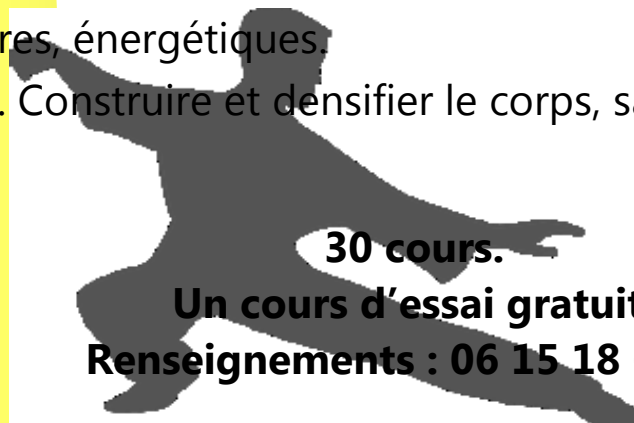 res, énergétiques.
. Construire et densifier le corps, sa
30 cours.
Un cours d’essai gratuit
Renseignements : 06 15 18